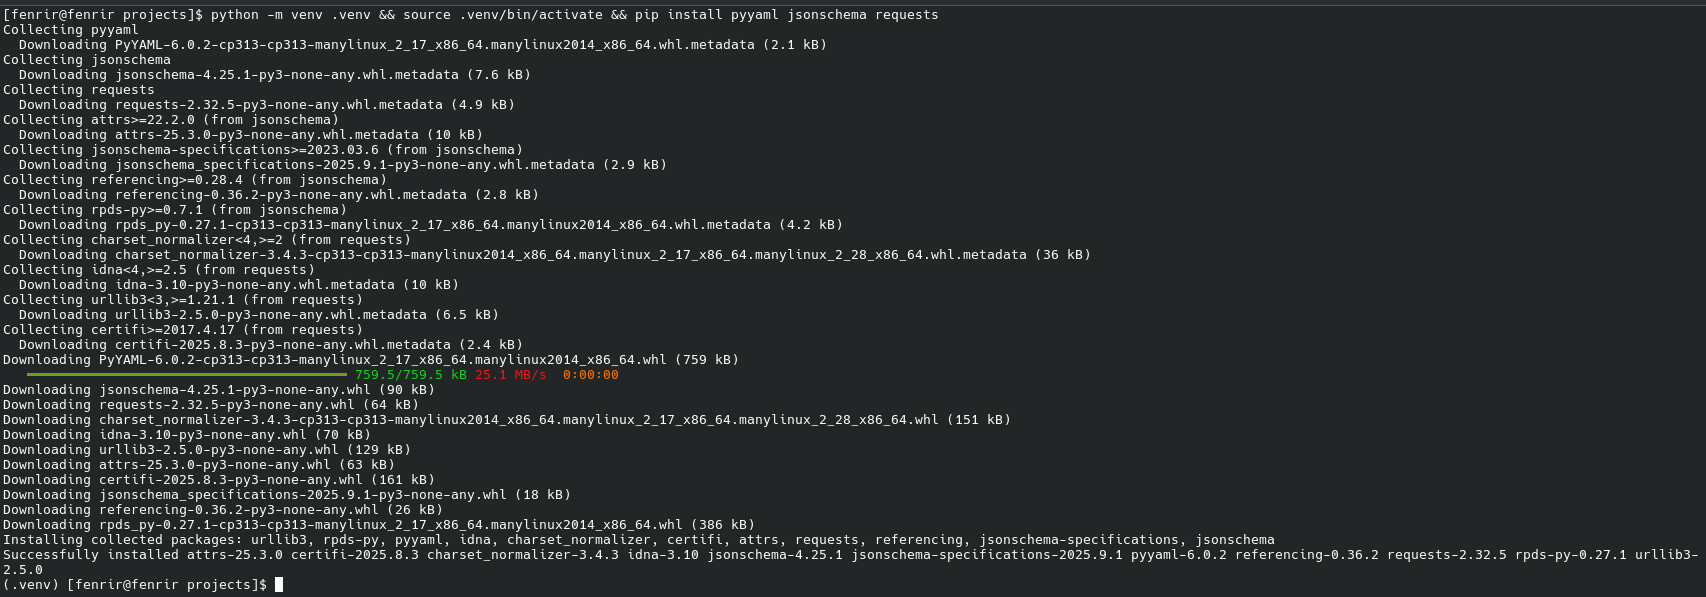 [fenrir@fenrir projects]$ python -m venv .venv && source .venv/bin/activate && pip install pyyaml jsonschema requests
Collecting pyyaml
  Downloading PyYAML-6.0.2-cp313-cp313-manylinux_2_17_x86_64.manylinux2014_x86_64.whl.metadata (2.1 kB)
Collecting jsonschema
  Downloading jsonschema-4.25.1-py3-none-any.whl.metadata (7.6 kB)
Collecting requests
  Downloading requests-2.32.5-py3-none-any.whl.metadata (4.9 kB)
Collecting attrs>=22.2.0 (from jsonschema)
  Downloading attrs-25.3.0-py3-none-any.whl.metadata (10 kB)
Collecting jsonschema-specifications>=2023.03.6 (from jsonschema)
  Downloading jsonschema_specifications-2025.9.1-py3-none-any.whl.metadata (2.9 kB)
Collecting referencing>=0.28.4 (from jsonschema)
  Downloading referencing-0.36.2-py3-none-any.whl.metadata (2.8 kB)
Collecting rpds-py>=0.7.1 (from jsonschema)
  Downloading rpds_py-0.27.1-cp313-cp313-manylinux_2_17_x86_64.manylinux2014_x86_64.whl.metadata (4.2 kB)
Collecting charset_normalizer<4,>=2 (from requests)
  Downloading charset_normalizer-3.4.3-cp313-cp313-manylinux2014_x86_64.manylinux_2_17_x86_64.manylinux_2_28_x86_64.whl.metadata (36 kB)
Collecting idna<4,>=2.5 (from requests)
  Downloading idna-3.10-py3-none-any.whl.metadata (10 kB)
Collecting urllib3<3,>=1.21.1 (from requests)
  Downloading urllib3-2.5.0-py3-none-any.whl.metadata (6.5 kB)
Collecting certifi>=2017.4.17 (from requests)
  Downloading certifi-2025.8.3-py3-none-any.whl.metadata (2.4 kB)
Downloading PyYAML-6.0.2-cp313-cp313-manylinux_2_17_x86_64.manylinux2014_x86_64.whl (759 kB)
759.5/759.5 kB 25.1 MB/s  0:00:00
Downloading jsonschema-4.25.1-py3-none-any.whl (90 kB)
Downloading requests-2.32.5-py3-none-any.whl (64 kB)
Downloading charset_normalizer-3.4.3-cp313-cp313-manylinux2014_x86_64.manylinux_2_17_x86_64.manylinux_2_28_x86_64.whl (151 kB)
Downloading idna-3.10-py3-none-any.whl (70 kB)
Downloading urllib3-2.5.0-py3-none-any.whl (129 kB)
Downloading attrs-25.3.0-py3-none-any.whl (63 kB)
Downloading certifi-2025.8.3-py3-none-any.whl (161 kB)
Downloading jsonschema_specifications-2025.9.1-py3-none-any.whl (18 kB)
Downloading referencing-0.36.2-py3-none-any.whl (26 kB)
Downloading rpds_py-0.27.1-cp313-cp313-manylinux_2_17_x86_64.manylinux2014_x86_64.whl (386 kB)
Installing collected packages: urllib3, rpds-py, pyyaml, idna, charset_normalizer, certifi, attrs, requests, referencing, jsonschema-specifications, jsonschema
Successfully installed attrs-25.3.0 certifi-2025.8.3 charset_normalizer-3.4.3 idna-3.10 jsonschema-4.25.1 jsonschema-specifications-2025.9.1 pyyaml-6.0.2 referencing-0.36.2 requests-2.32.5 rpds-py-0.27.1 urllib3-
2.5.0
(.venv) [fenrir@fenrir projects]$